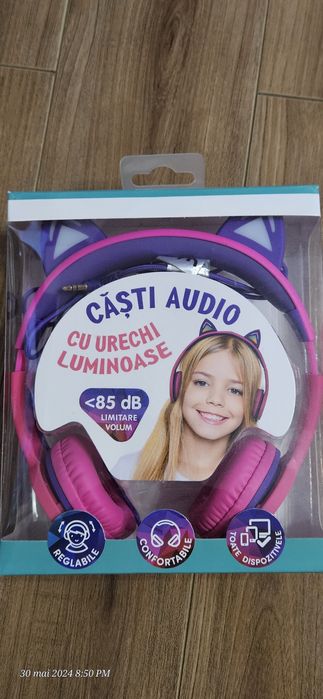 CĂȘTI AUDIO
CU URECHI
LUMINOASE
<85 dB
LIMITARE
VOLUM
REGLABILE
CONFORTABILE
TOATE DISPOZITIVELE
30 mai 2024 8:50 PM